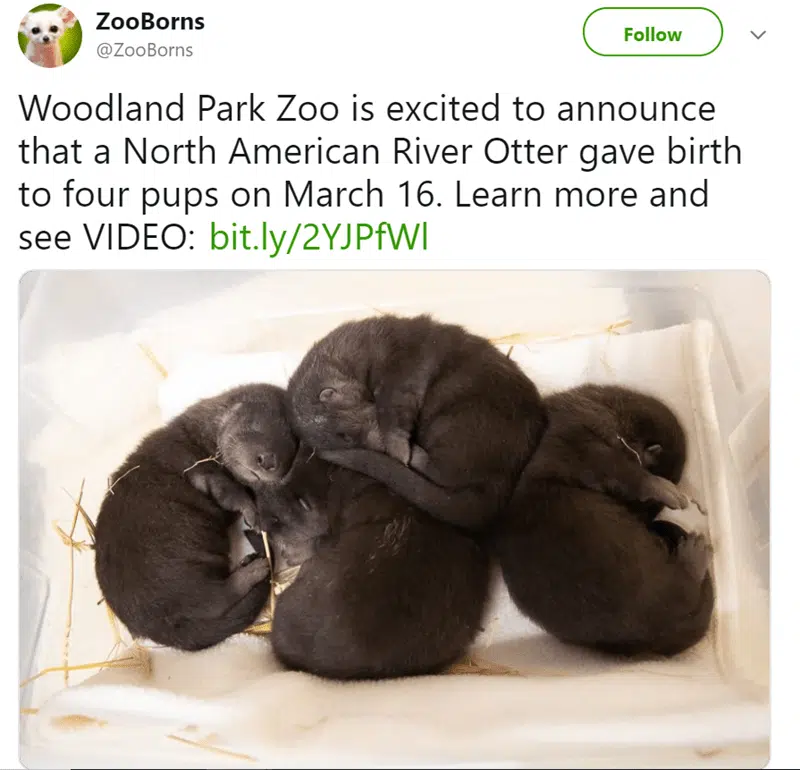 ZooBorns
@ZooBorns
Follow
Woodland Park Zoo is excited to announce
that a North American River Otter gave birth
to four pups on March 16. Learn more and
see VIDEO: bit.ly/2YJPfWl